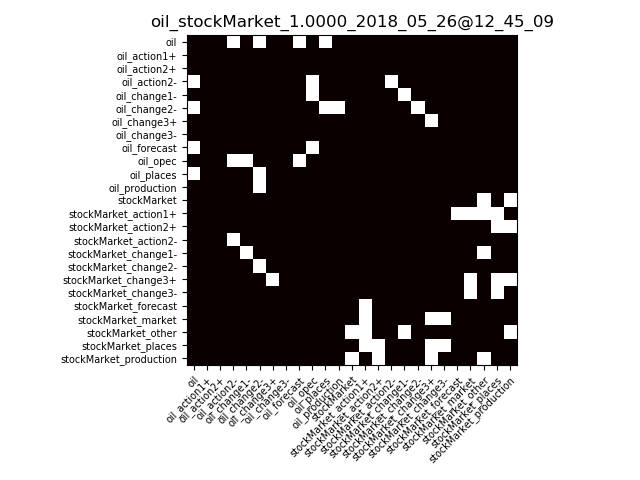 oil_stockMarket_1.0000_2018_05_26@12_45_09
oil
oil_action1+
oil_action2+
oil_action2-
oil_change1-
oil_change2-
oil_change3+
oil_change3-
oil_forecast
oil_opec
oil_places
oil_production
stockMarket
stockMarket_action1+
stockMarket_action2+
stockMarket_action2-
stockMarket_change1-
stockMarket_change2-
stockMarket_change3+
stockMarket_change3-
stockMarket_forecast
stockMarket_market
stockMarket_other
stockMarket_places
stockMarket_production
oil
oil_action1+
oil_action2+
oil_action2-
oil_change1-
oil_change2-
oil_change3+
oil_change3-
oil_forecast
oil_opec
oil_places
oil_production
stockMarket
stockMarket_action1+
stockMarket_action2+
stockMarket_action2-
stockMarket_change1-
stockMarket_change2-
stockMarket_change3+
stockMarket_change3-
stockMarket_forecast
stockMarket_market
stockMarket_other
stockMarket_places
stockMarket_production